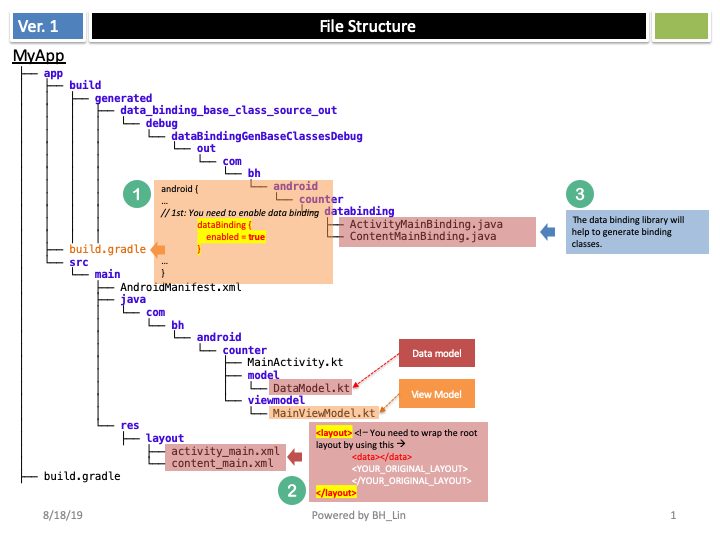 Ver. 1
File Structure
MyApp
app
build
generated
data_binding_base_class_source_out
debug
dataBindingGenBaseClassesDebug
out
com
bh
android
counter
databinding
ActivityMainBinding.java
ContentMainBinding.java
1
android {
…
// 1st: You need to enable data binding
dataBinding {
enabled = true
}
…
}
3
The data binding library will
help to generate binding
classes.
build.gradle
src
main
AndroidManifest.xml
java
com
bh
android
counter
MainActivity.kt
model
DataModel.kt
viewmodel
MainViewModel.kt
Data model
View Model
res
layout
activity_main.xml
content_main.xml
<layout> <!-- You need to wrap the root
layout by using this →
<data></data>
<YOUR_ORIGINAL_LAYOUT>
</YOUR_ORIGINAL_LAYOUT>
</layout>
2
build.gradle
8/18/19
Powered by BH_Lin
1